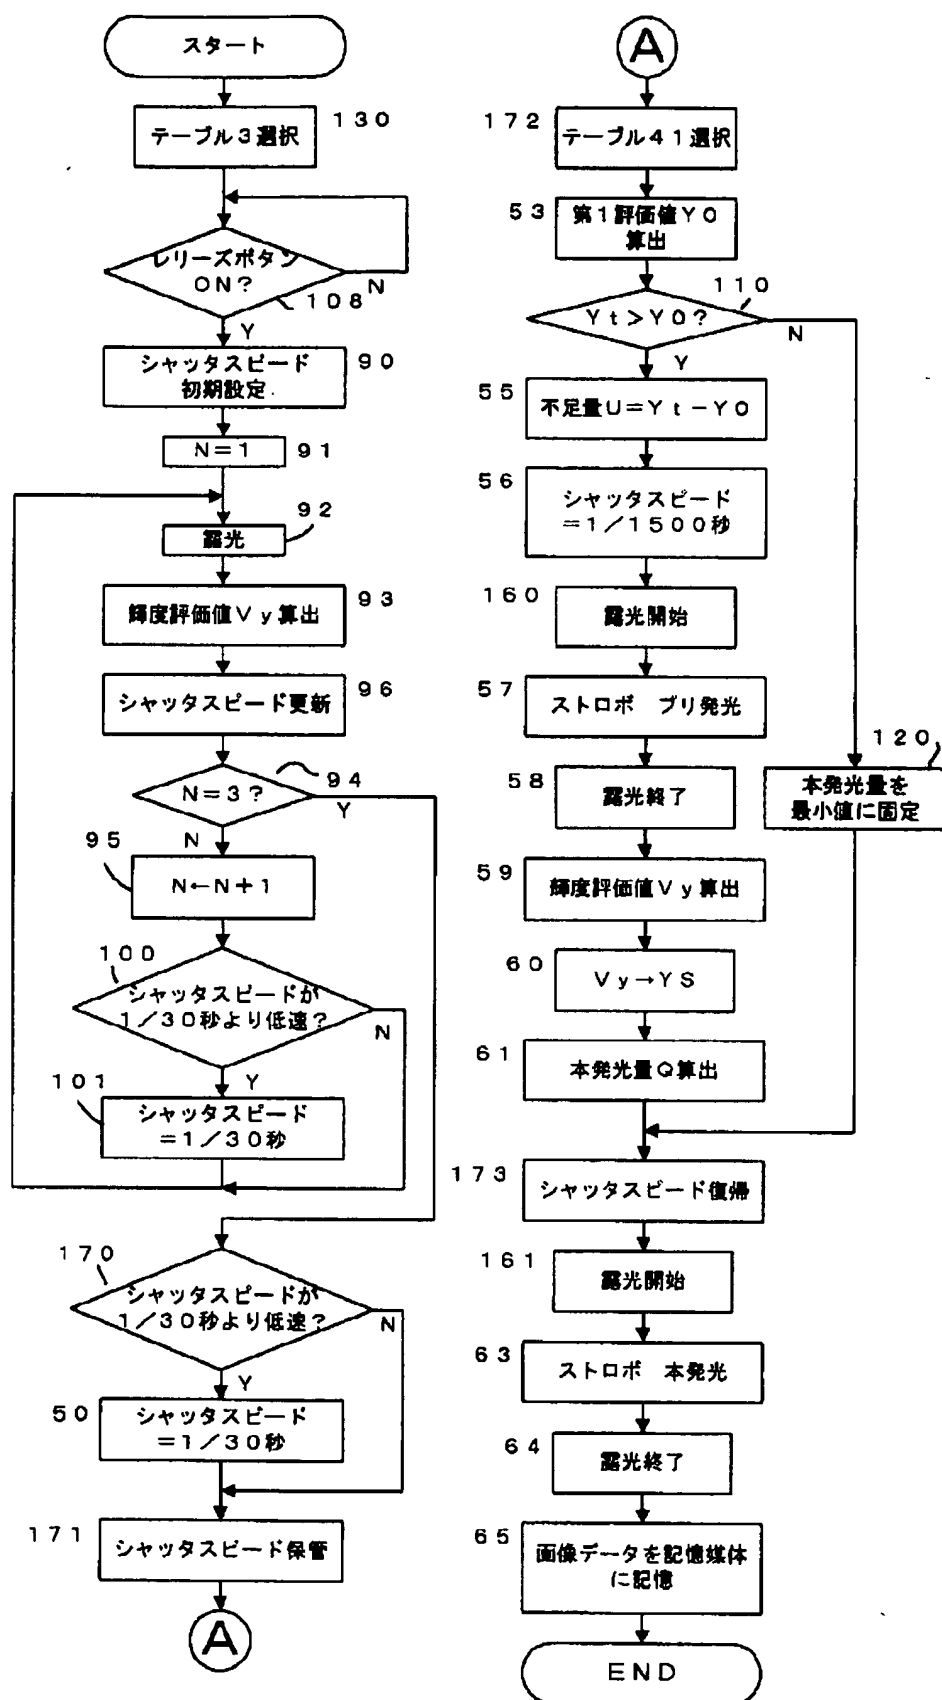 スタート
テーブル3選択
130
レリーズボタン
ON?
N
108
Y
シャッタスピード
初期設定
90
N=1
91
92
露光
輝度評価値Vy算出
93
シャッタスピード更新
96
N=3?
94
Y
N
95
N←N+1
100
シャッタスピードが
1/30秒より低速?
N
Y
101
シャッタスピード
=1/30秒
170
シャッタスピードが
1/30秒より低速?
N
Y
50
シャッタスピード
=1/30秒
171
シャッタスピード保管
A
A
172
テーブル41選択
53
第1評価値Y0
算出
110
Yt>Y0?
N
Y
55
不足量U=Yt-Y0
56
シャッタスピード
=1/1500秒
160
露光開始
57
ストロボ プリ発光
120
本発光量を
最小値に固定
58
露光終了
59
輝度評価値Vy算出
60
Vy→YS
61
本発光量Q算出
173
シャッタスピード復帰
161
露光開始
63
ストロボ 本発光
64
露光終了
65
画像データを記憶媒体
に記憶
END